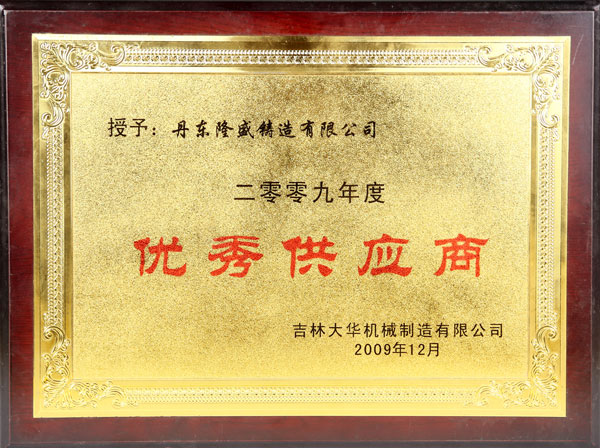 授予：丹东隆盛铸造有限公司
二零零九年度
优秀供应商
吉林大华机械制造有限公司
2009年12月